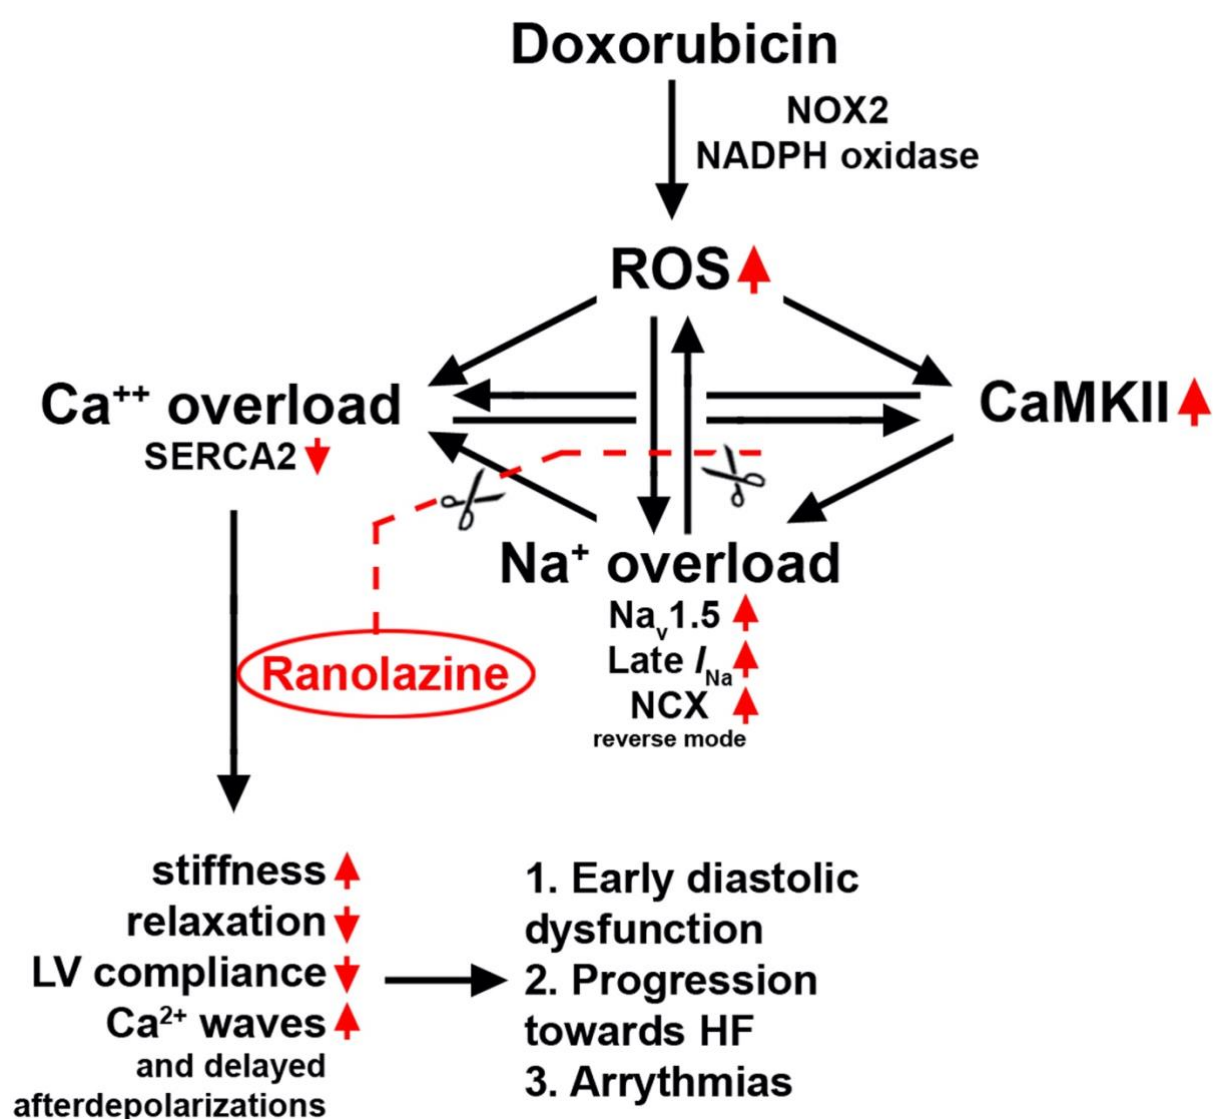 Doxorubicin
NOX2
NADPH oxidase
ROS
Ca⁺⁺ overload
SERCA2
CaMKII
Na⁺ overload
Naᵥ1.5
Late I_Na
NCX
reverse mode
Ranolazine
stiffness
relaxation
LV compliance
Ca²⁺ waves
and delayed
afterdepolarizations
1. Early diastolic
dysfunction
2. Progression
towards HF
3. Arrythmias